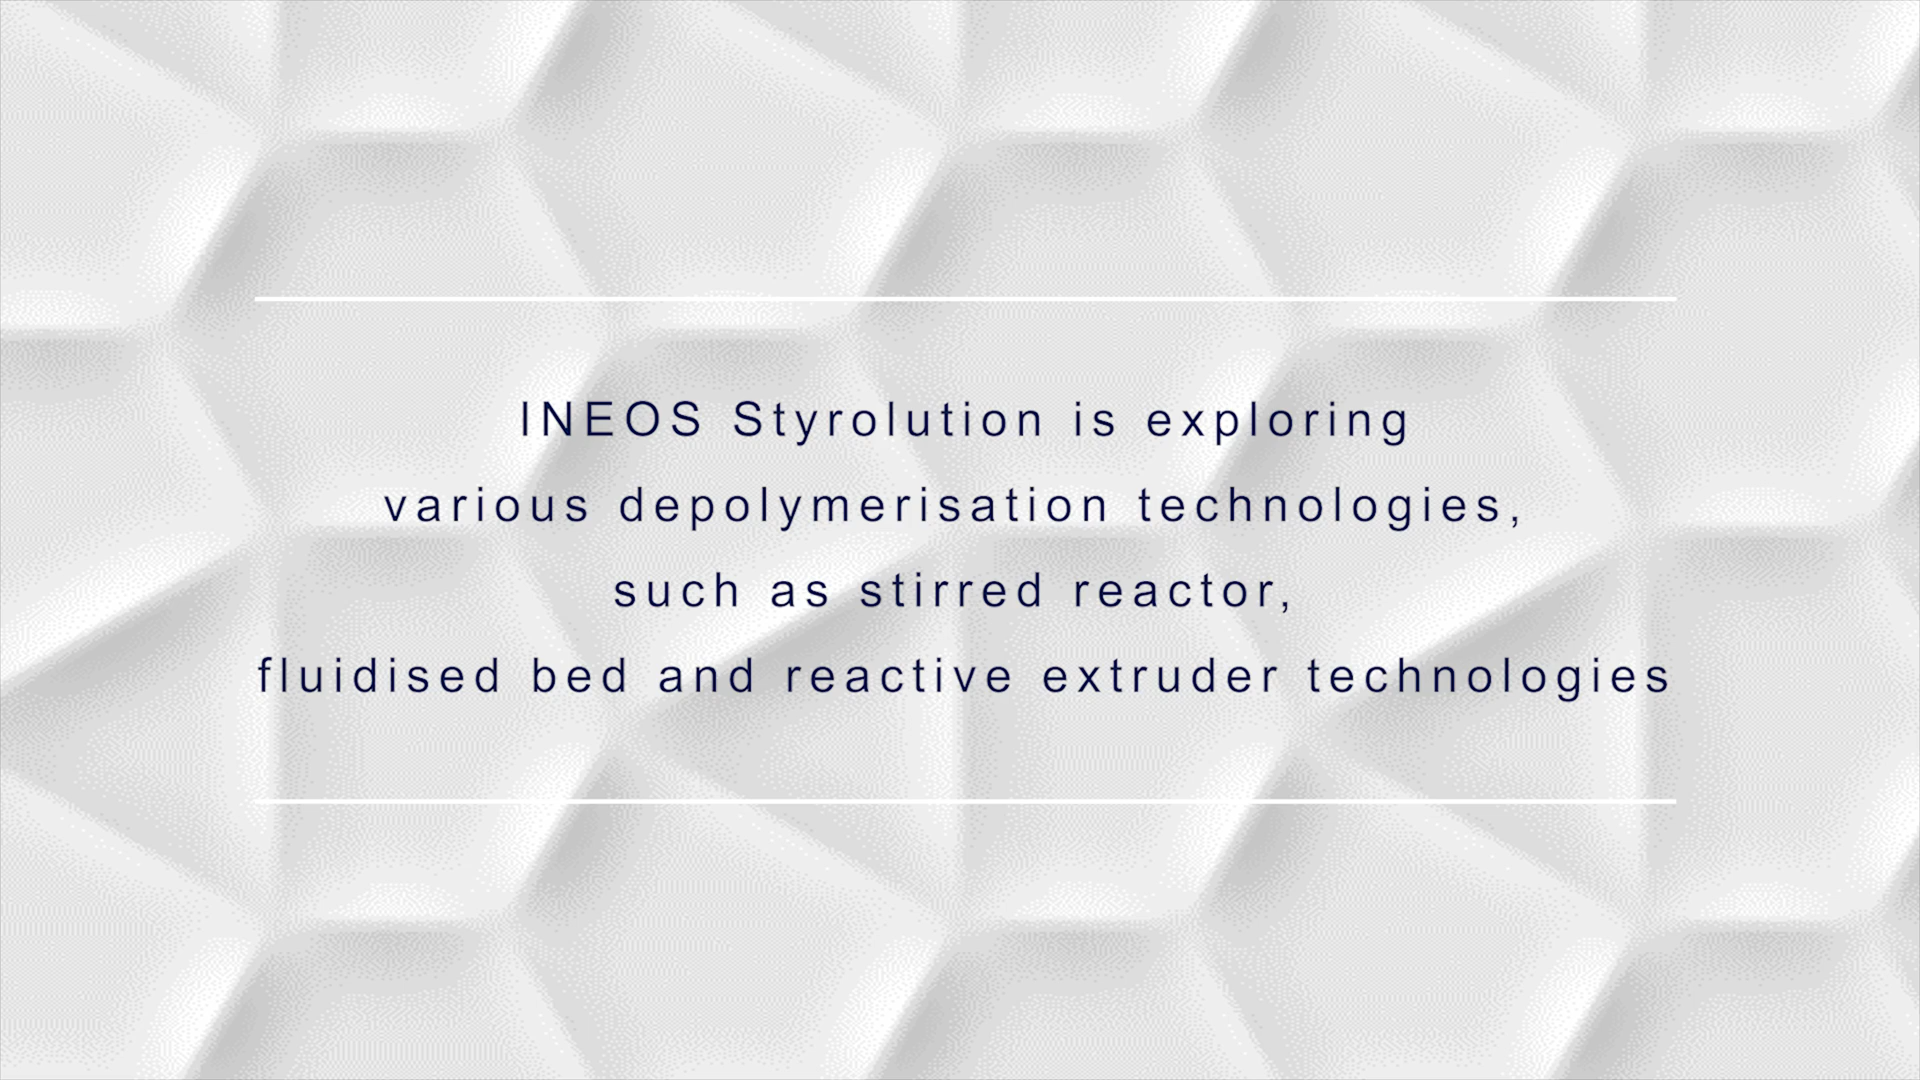 INEOS Styrolution is exploring
various depolymerisation technologies,
such as stirred reactor,
fluidised bed and reactive extruder technologies